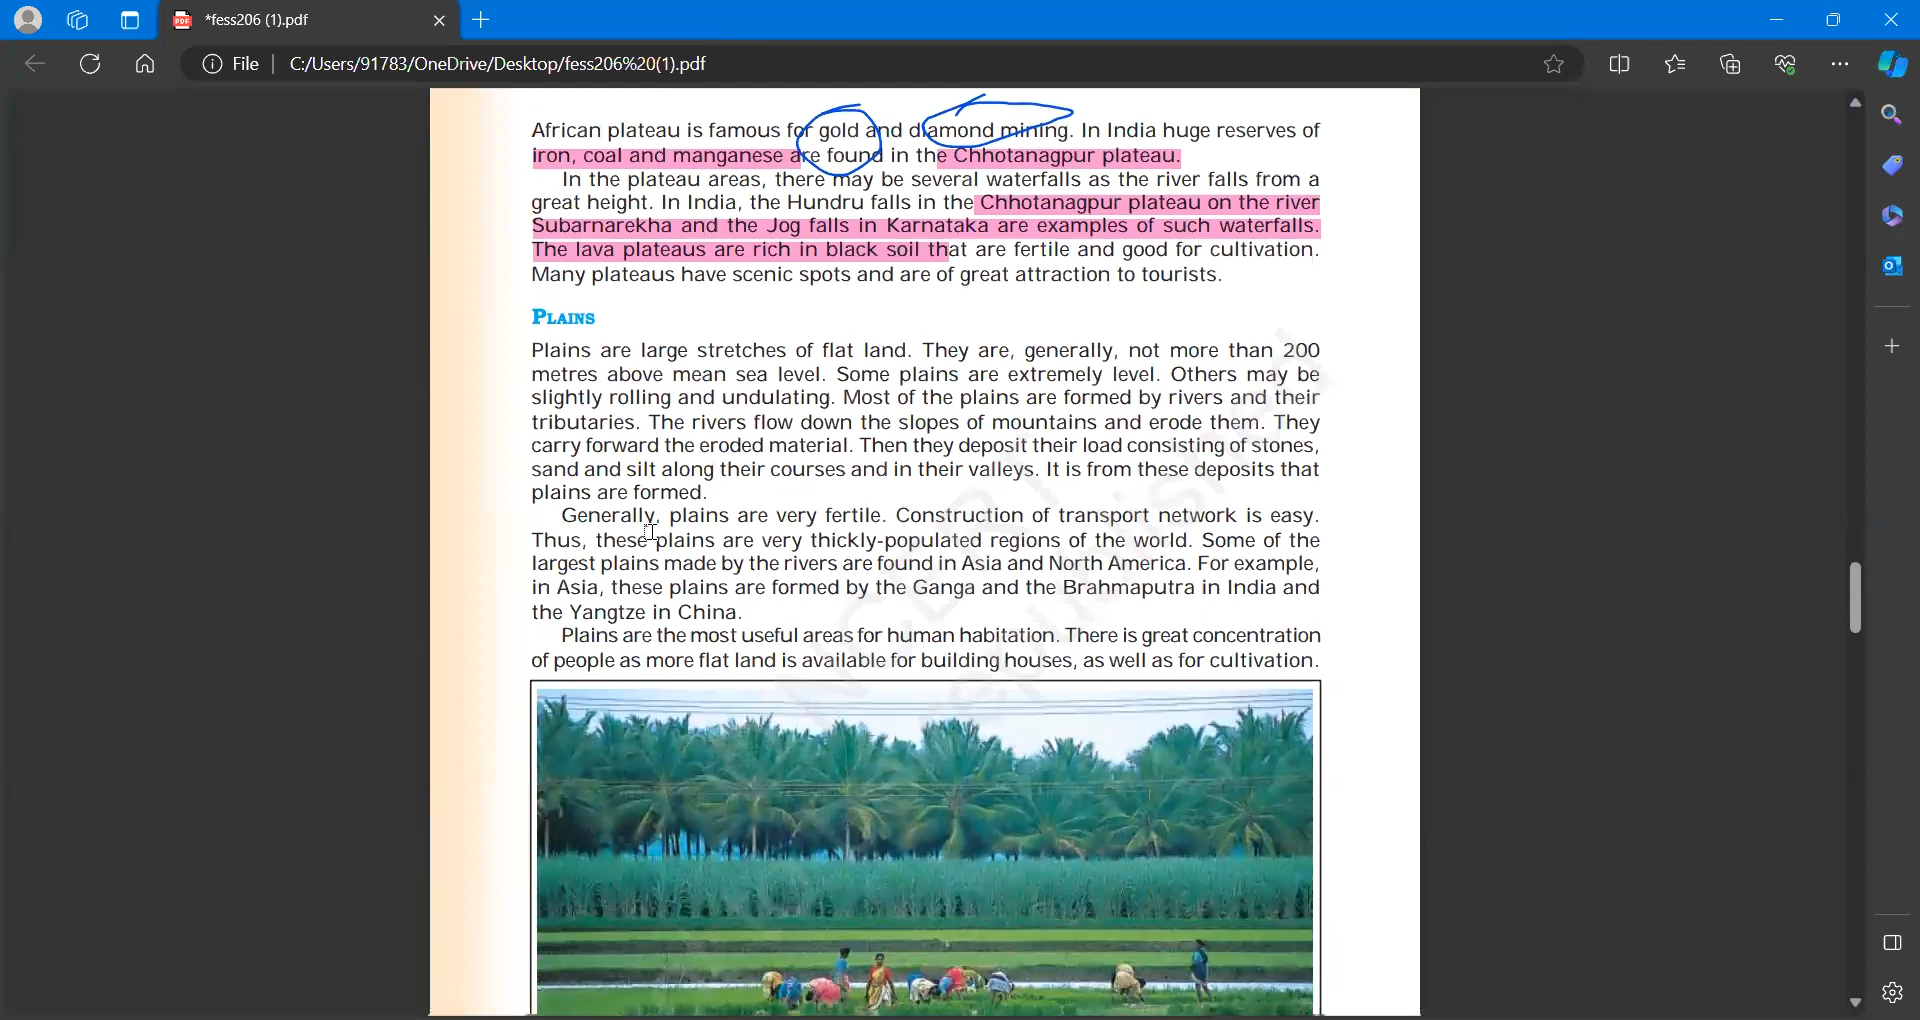 *fess206 (1).pdf
File
C:/Users/91783/OneDrive/Desktop/fess206%20(1).pdf
African plateau is famous for gold and diamond mining. In India huge reserves of
iron, coal and manganese are found in the Chhotanagpur plateau.
In the plateau areas, there may be several waterfalls as the river falls from a
great height. In India, the Hundru falls in the Chhotanagpur plateau on the river
Subarnarekha and the Jog falls in Karnataka are examples of such waterfalls.
The lava plateaus are rich in black soil that are fertile and good for cultivation.
Many plateaus have scenic spots and are of great attraction to tourists.
PLAINS
Plains are large stretches of flat land. They are, generally, not more than 200
metres above mean sea level. Some plains are extremely level. Others may be
slightly rolling and undulating. Most of the plains are formed by rivers and their
tributaries. The rivers flow down the slopes of mountains and erode them. They
carry forward the eroded material. Then they deposit their load consisting of stones,
sand and silt along their courses and in their valleys. It is from these deposits that
plains are formed.
Generally, plains are very fertile. Construction of transport network is easy.
Thus, these plains are very thickly-populated regions of the world. Some of the
largest plains made by the rivers are found in Asia and North America. For example,
in Asia, these plains are formed by the Ganga and the Brahmaputra in India and
the Yangtze in China.
Plains are the most useful areas for human habitation. There is great concentration
of people as more flat land is available for building houses, as well as for cultivation.